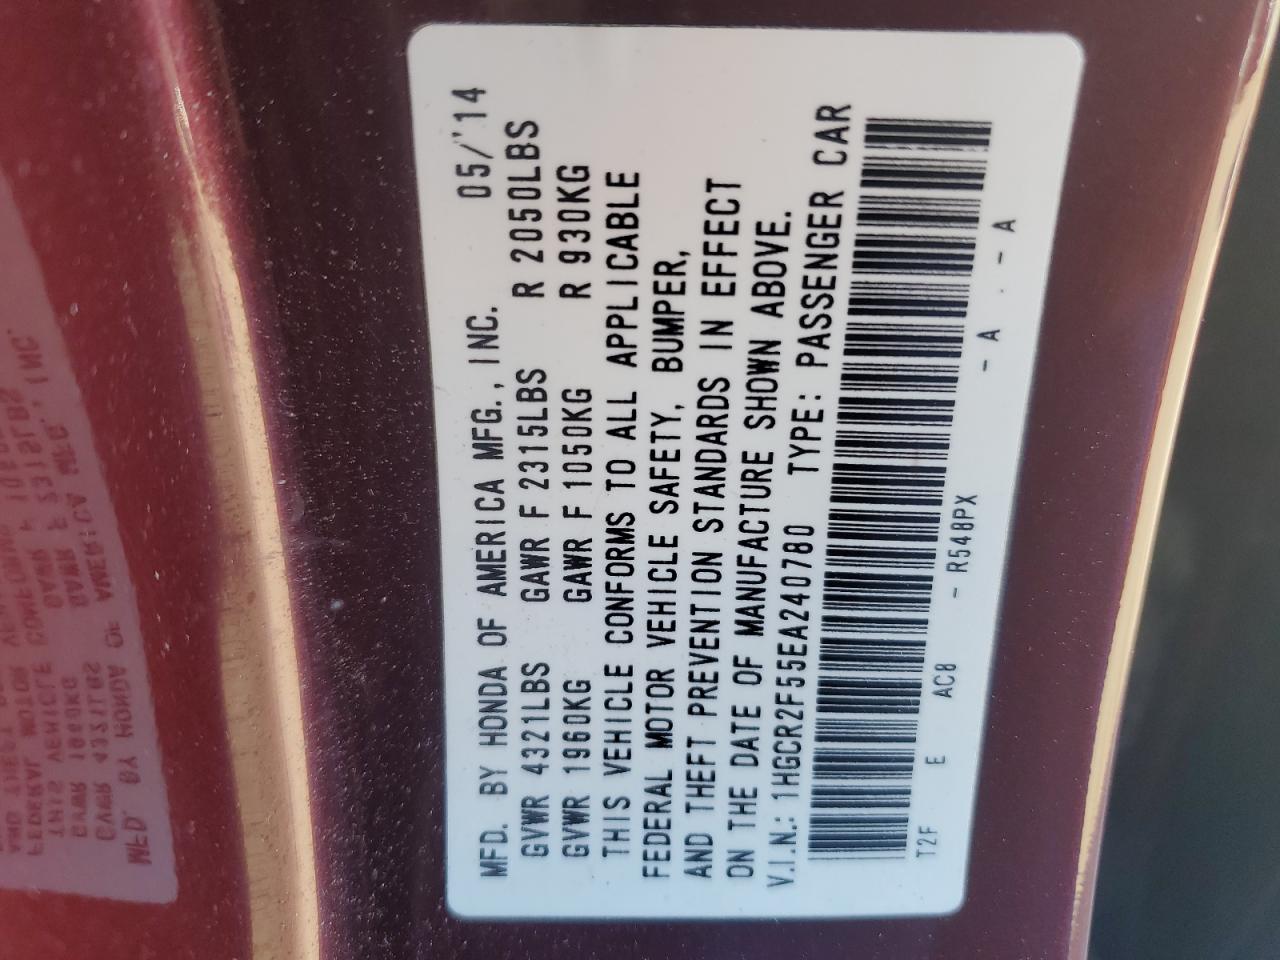 MFD. BY HONDA OF AMERICA MFG., INC. 05/'14
GVWR 4321LBS GAWR F 2315LBS R 2050LBS
GVWR 1960KG GAWR F 1050KG R 930KG
THIS VEHICLE CONFORMS TO ALL APPLICABLE
FEDERAL MOTOR VEHICLE SAFETY, BUMPER,
AND THEFT PREVENTION STANDARDS IN EFFECT
ON THE DATE OF MANUFACTURE SHOWN ABOVE.
V.I.N.: 1HGCR2F55EA240780 TYPE: PASSENGER CAR
T2F E AC8 - R548PX - A . - A